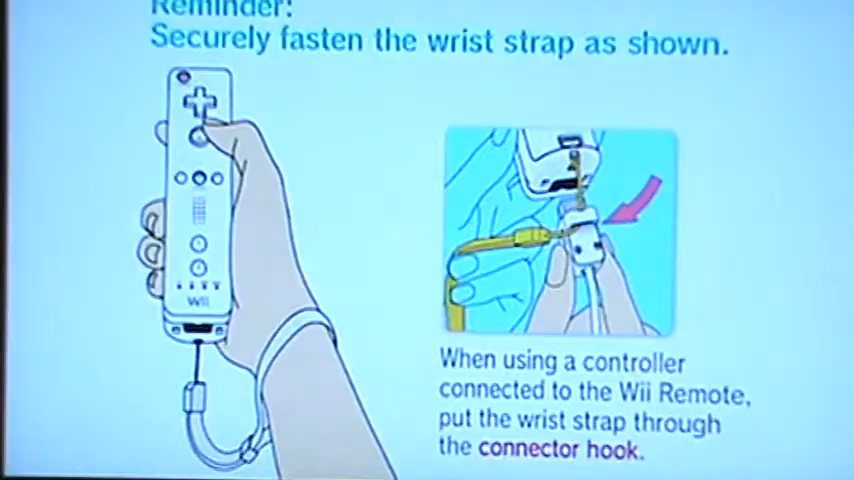 Reminder:
Securely fasten the wrist strap as shown.
Wii
When using a controller
connected to the Wii Remote,
put the wrist strap through
the connector hook.